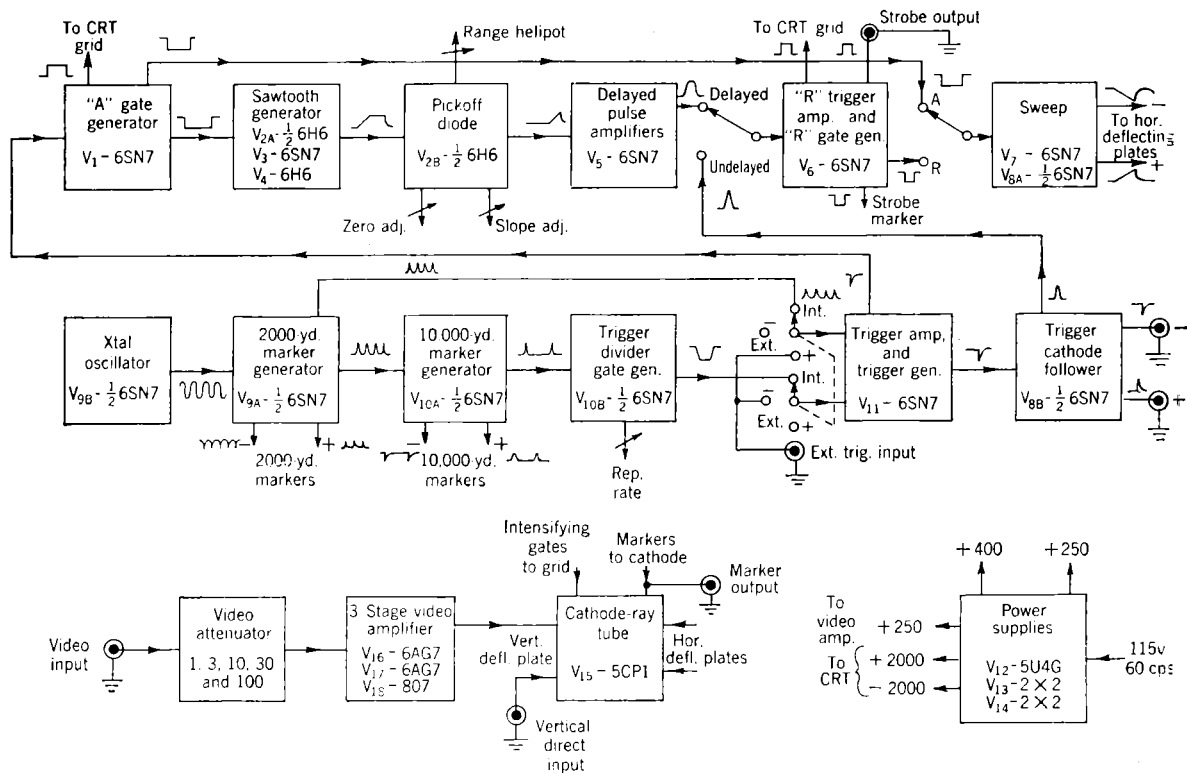 To CRT
grid
"A" gate
generator
V1 - 6SN7
Sawtooth
generator
V2A - 1/2 6H6
V3 - 6SN7
V4 - 6H6
Range helipot
Pickoff
diode
V2B - 1/2 6H6
Zero adj.
Slope adj.
Delayed
pulse
amplifiers
V5 - 6SN7
Delayed
Undelayed
To CRT grid
Strobe output
"R" trigger
amp. and
"R" gate gen.
V6 - 6SN7
Strobe
marker
A
R
Sweep
V7 - 6SN7
V8A - 1/2 6SN7
−
To hor.
deflecting
plates
+
Xtal
oscillator
V9B - 1/2 6SN7
2000-yd.
marker
generator
V9A - 1/2 6SN7
− +
2000-yd.
markers
10,000-yd.
marker
generator
V10A - 1/2 6SN7
− +
10,000-yd.
markers
Trigger
divider
gate gen.
V10B - 1/2 6SN7
Rep.
rate
Int.
−
Ext.
+
Int.
−
Ext.
+
Ext. trig. input
Trigger amp,
and
trigger gen.
V11 - 6SN7
Trigger
cathode
follower
V8B - 1/2 6SN7
−
+
Video
input
Video
attenuator
1, 3, 10, 30
and 100
3 Stage video
amplifier
V16 - 6AG7
V17 - 6AG7
V18 - 807
Intensifying
gates
to grid
Markers
to cathode
Marker
output
Cathode-ray
tube
V15 - 5CP1
Vert.
defl. plate
Hor.
defl. plates
Vertical
direct
input
+400
+250
To
video
amp.
+250
To
CRT
+2000
−2000
Power
supplies
V12-5U4G
V13-2 × 2
V14-2 × 2
115v
60 cps